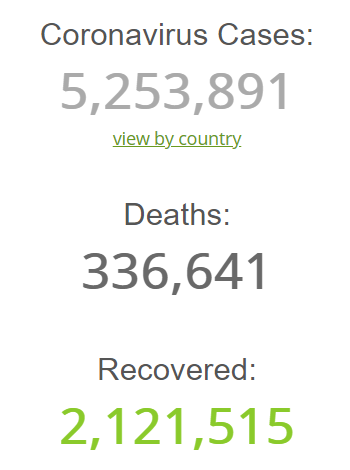 Coronavirus Cases:
5,253,891
view by country
Deaths:
336,641
Recovered:
2,121,515